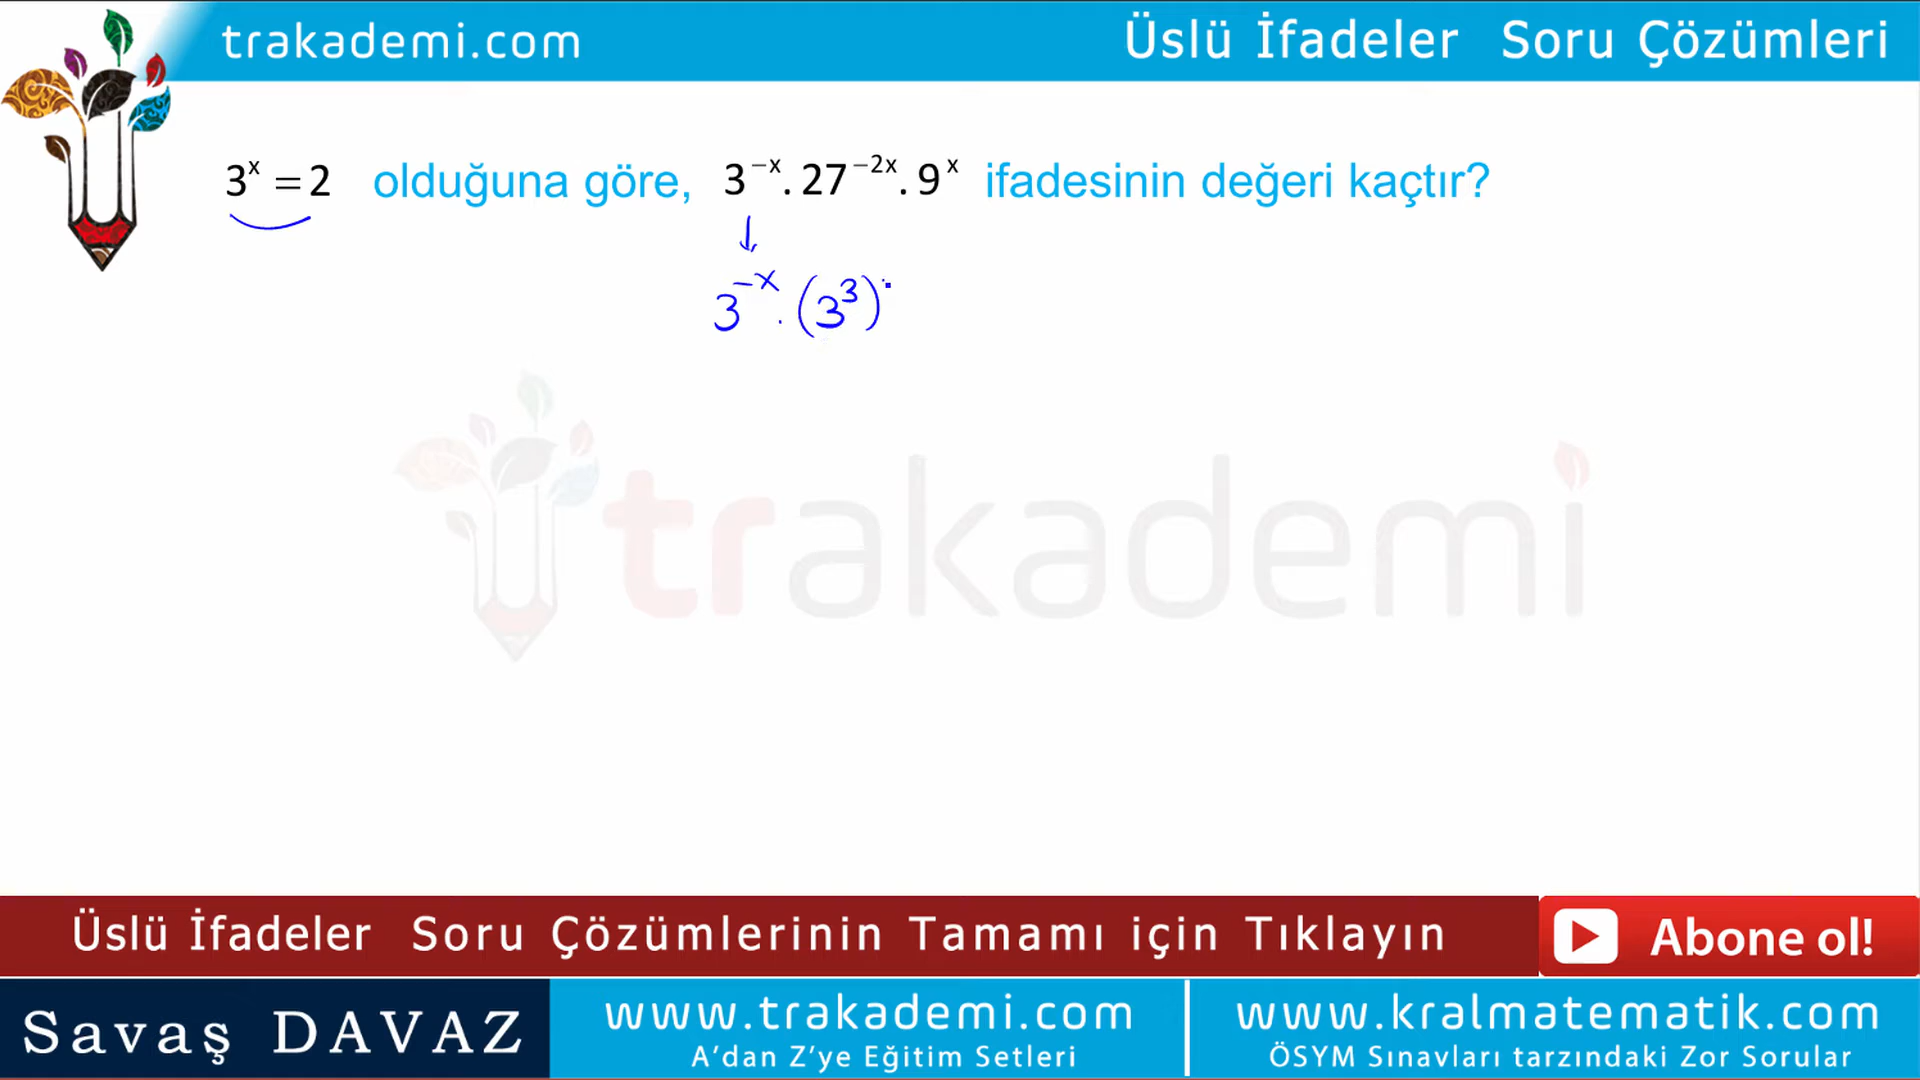 trakademi.com
Üslü İfadeler Soru Çözümleri
3ˣ = 2 olduğuna göre, 3⁻ˣ . 27⁻²ˣ . 9ˣ ifadesinin değeri kaçtır?
3⁻ˣ . (3³)
trakademi
Üslü İfadeler Soru Çözümlerinin Tamamı için Tıklayın
Abone ol!
Savaş DAVAZ
www.trakademi.com
A'dan Z'ye Eğitim Setleri
www.kralmatematik.com
ÖSYM Sınavları tarzındaki Zor Sorular